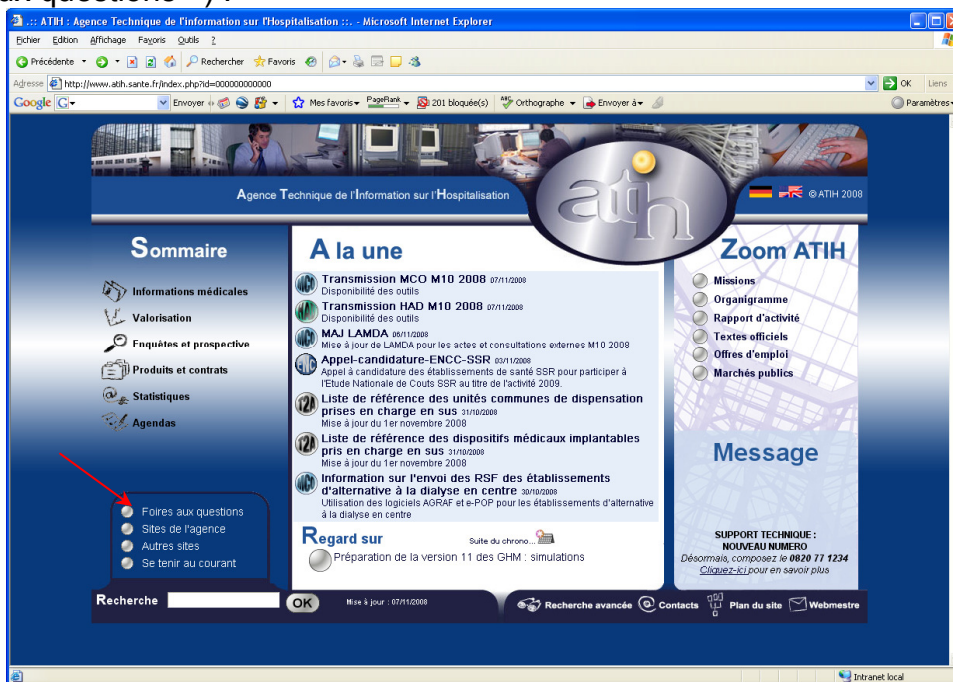 aux questions " ) :
.:: ATIH : Agence Technique de l'information sur l'Hospitalisation ::. - Microsoft Internet Explorer
Fichier Edition Affichage Favoris Outils ?
Précédente Rechercher Favoris
Adresse http://www.atih.sante.fr/index.php?id=000000000000 OK Liens
Google G Envoyer Mes favoris PageRank 201 bloquée(s) Orthographe Envoyer à Paramètres
Agence Technique de l'Information sur l'Hospitalisation
atih
© ATIH 2008
Sommaire
Informations médicales
Valorisation
Enquêtes et prospective
Produits et contrats
Statistiques
Agendas
Foires aux questions
Sites de l'agence
Autres sites
Se tenir au courant
A la une
Transmission MCO M10 2008 07/11/2008
Disponibilité des outils
Transmission HAD M10 2008 07/11/2008
Disponibilité des outils
MAJ LAMDA 06/11/2008
Mise à jour de LAMDA pour les actes et consultations externes M10 2008
Appel-candidature-ENCC-SSR 03/11/2008
Appel à candidature des établissements de santé SSR pour participer à
l'Etude Nationale de Couts SSR au titre de l'activité 2009.
Liste de référence des unités communes de dispensation
prises en charge en sus 31/10/2008
Mise à jour du 1er novembre 2008
Liste de référence des dispositifs médicaux implantables
pris en charge en sus 31/10/2008
Mise à jour du 1er novembre 2008
Information sur l'envoi des RSF des établissements
d'alternative à la dialyse en centre 30/10/2008
Utilisation des logiciels AGRAF et e-POP pour les établissements d'alternative
à la dialyse en centre
Regard sur Suite du chrono...
Préparation de la version 11 des GHM : simulations
Zoom ATIH
Missions
Organigramme
Rapport d'activité
Textes officiels
Offres d'emploi
Marchés publics
Message
SUPPORT TECHNIQUE :
NOUVEAU NUMERO
Désormais, composez le 0820 77 1234
Cliquez-ici pour en savoir plus
Recherche OK Mise à jour : 07/11/2008 Recherche avancée Contacts Plan du site Webmestre
Intranet local